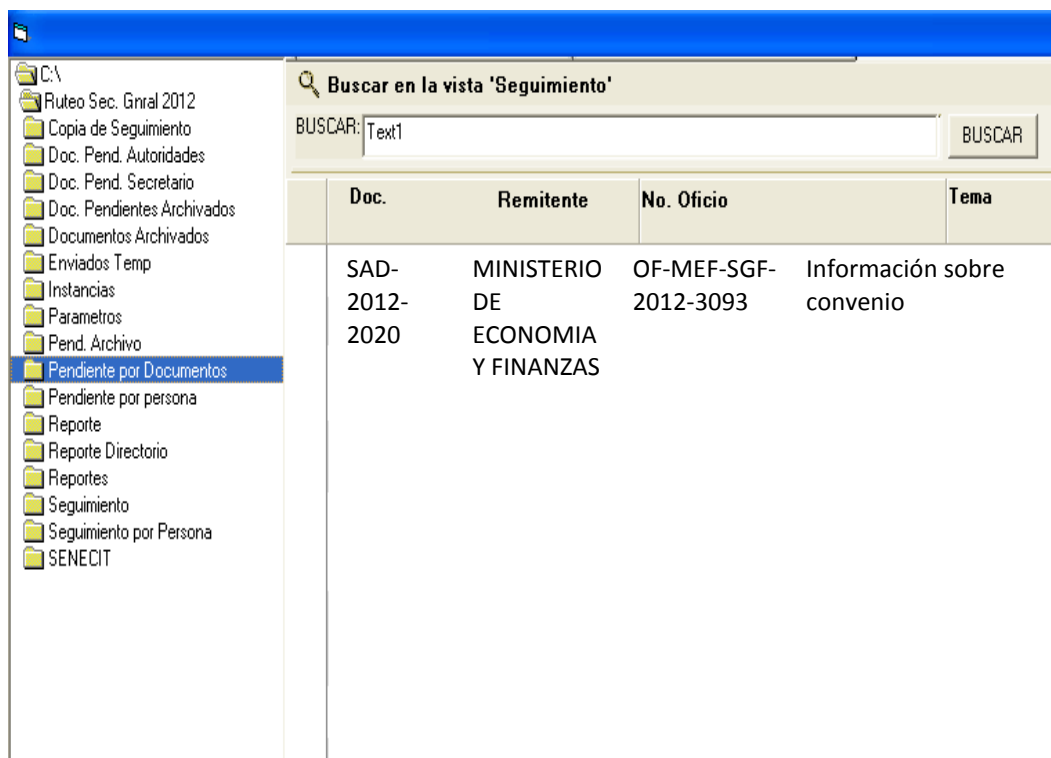 C:\
Ruteo Sec. Gnral 2012
Copia de Seguimiento
Doc. Pend. Autoridades
Doc. Pend. Secretario
Doc. Pendientes Archivados
Documentos Archivados
Enviados Temp
Instancias
Parametros
Pend. Archivo
Pendiente por Documentos
Pendiente por persona
Reporte
Reporte Directorio
Reportes
Seguimiento
Seguimiento por Persona
SENECIT
Buscar en la vista 'Seguimiento'
BUSCAR: Text1 BUSCAR
Doc. Remitente No. Oficio Tema
SAD- MINISTERIO OF-MEF-SGF- Información sobre
2012- DE 2012-3093 convenio
2020 ECONOMIA
Y FINANZAS